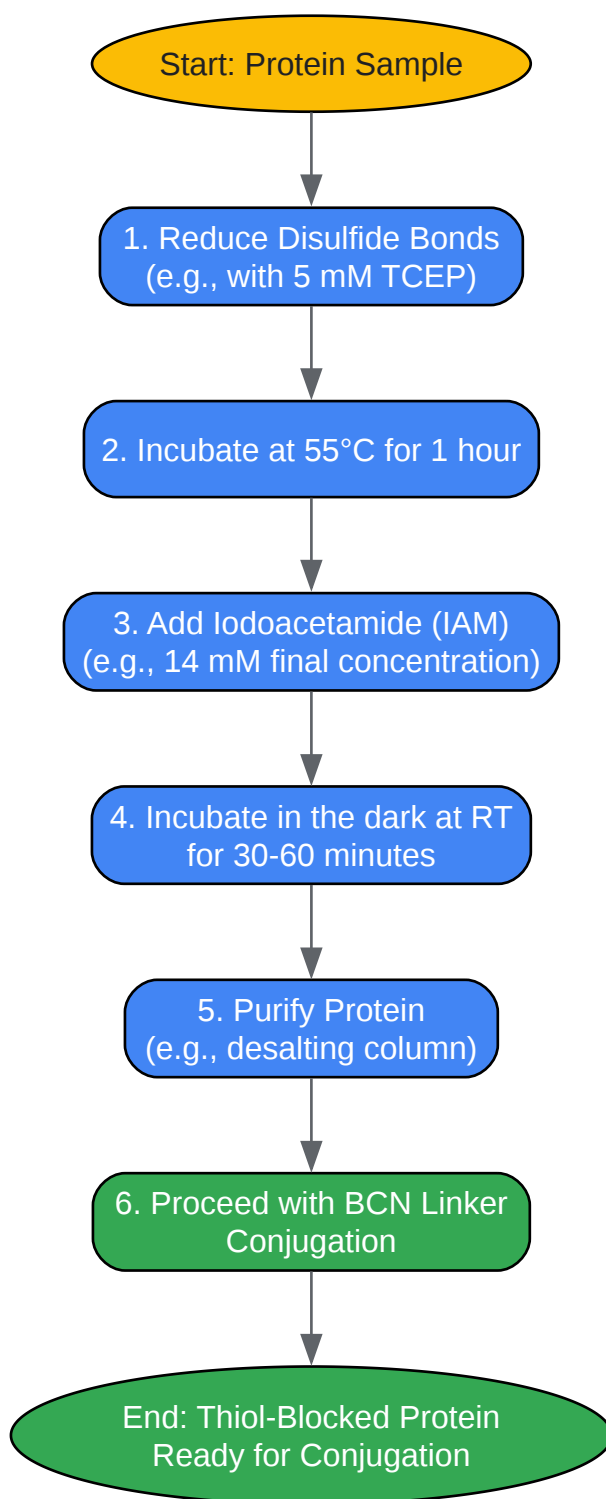 Start: Protein Sample
1. Reduce Disulfide Bonds
(e.g., with 5 mM TCEP)
2. Incubate at 55°C for 1 hour
3. Add Iodoacetamide (IAM)
(e.g., 14 mM final concentration)
4. Incubate in the dark at RT
for 30-60 minutes
5. Purify Protein
(e.g., desalting column)
6. Proceed with BCN Linker
Conjugation
End: Thiol-Blocked Protein
Ready for Conjugation